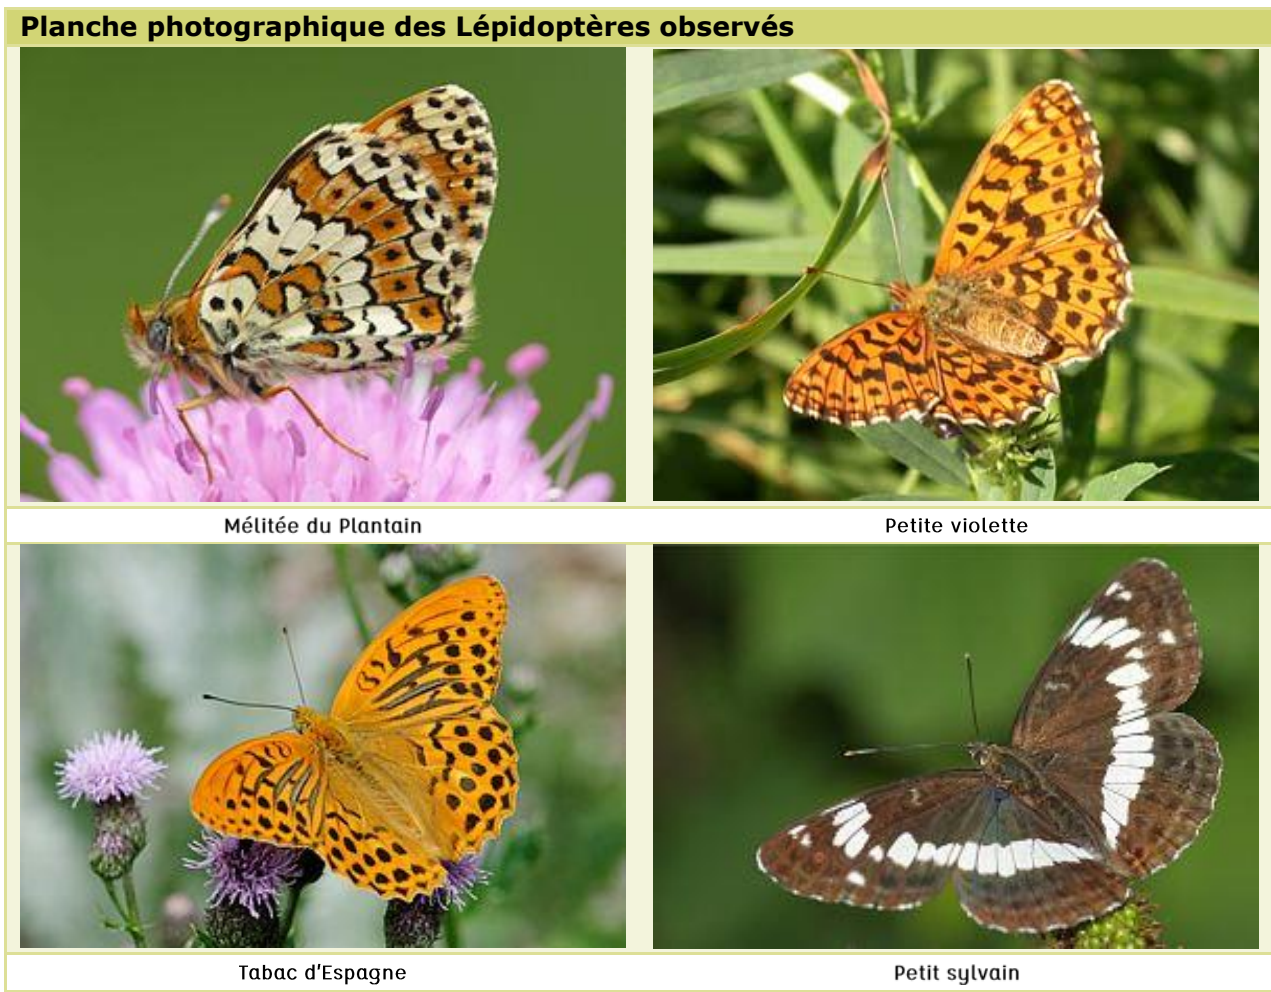 Planche photographique des Lépidoptères observés
Mélitée du Plantain
Petite violette
Tabac d'Espagne
Petit sylvain